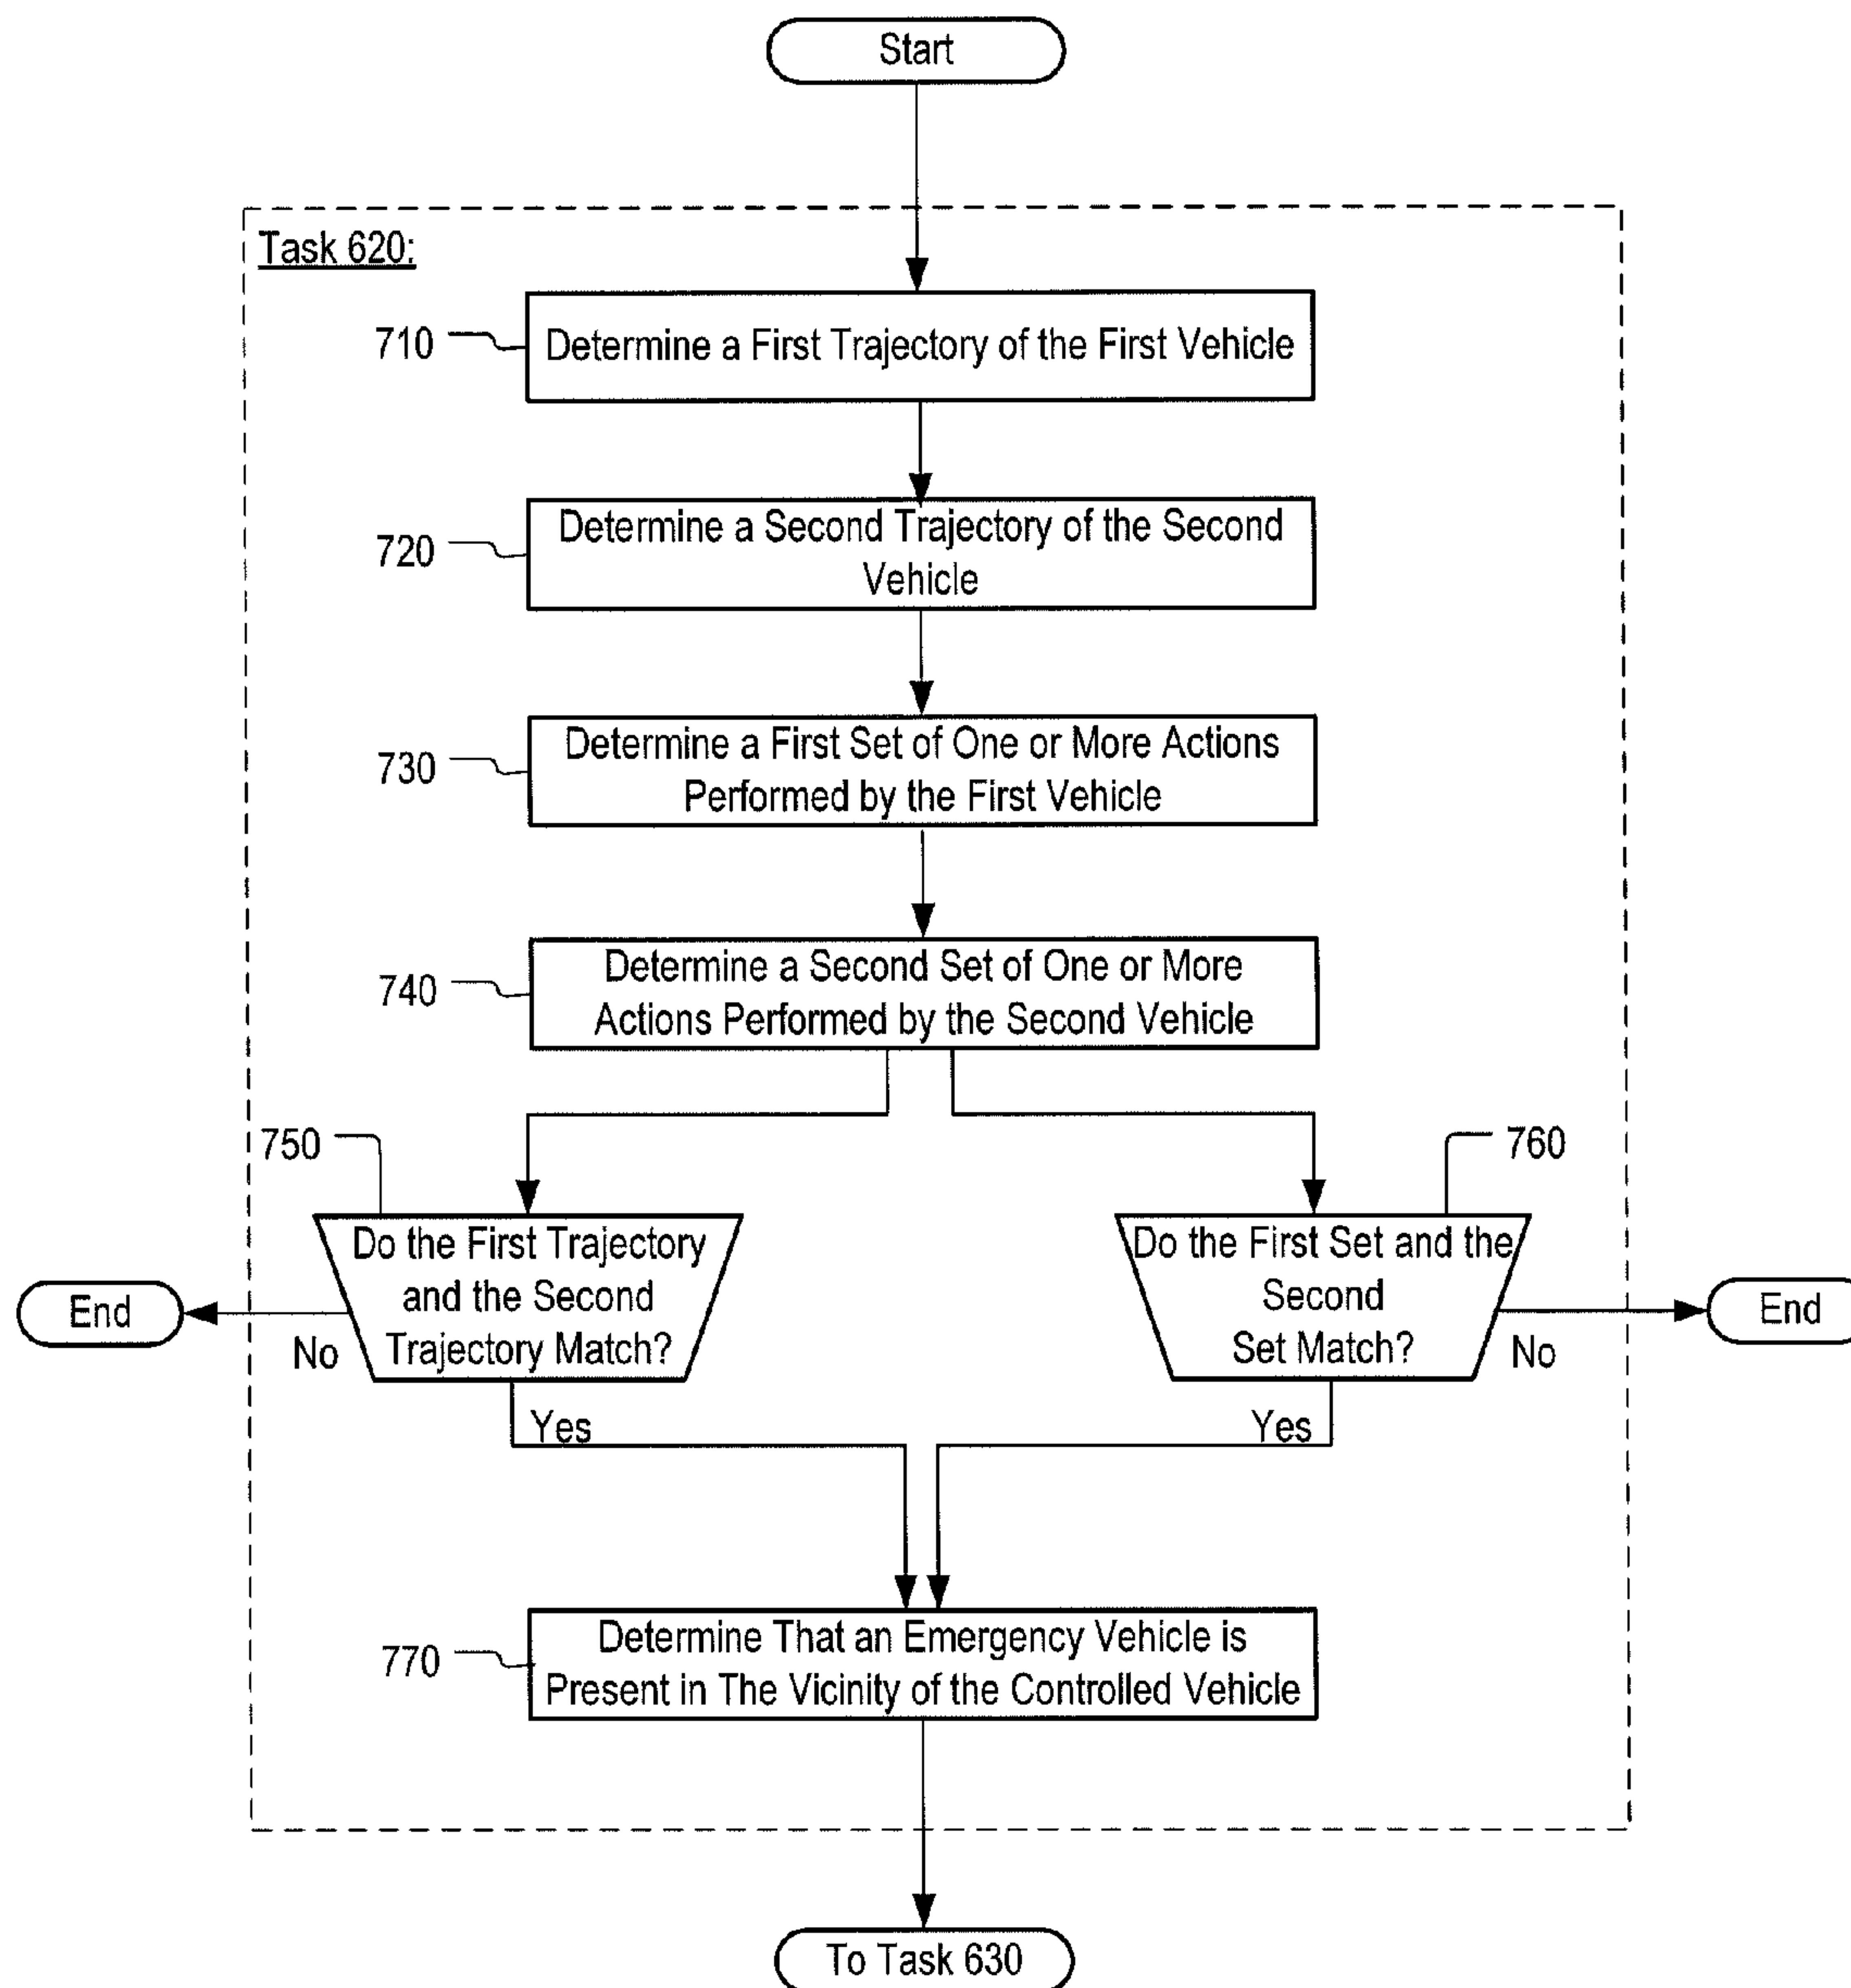 Start
Task 620:
710
Determine a First Trajectory of the First Vehicle
720
Determine a Second Trajectory of the Second
Vehicle
730
Determine a First Set of One or More Actions
Performed by the First Vehicle
740
Determine a Second Set of One or More
Actions Performed by the Second Vehicle
750
760
Do the First Trajectory
and the Second
Trajectory Match?
Do the First Set and the
Second
Set Match?
End
No
No
End
Yes
Yes
770
Determine That an Emergency Vehicle is
Present in The Vicinity of the Controlled Vehicle
To Task 630